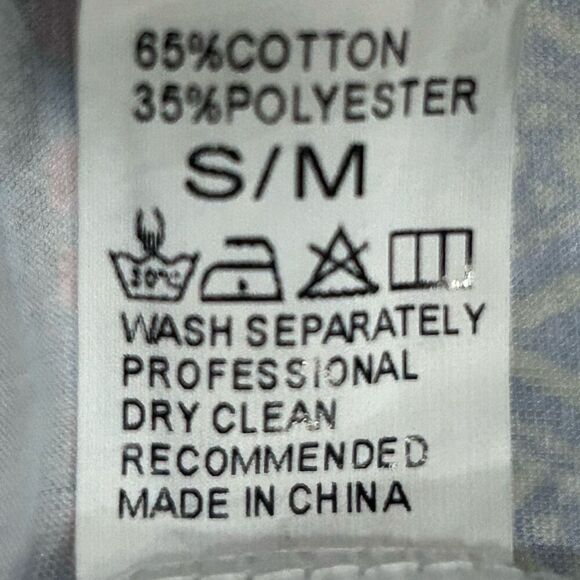 65%COTTON
35%POLYESTER
S/M
30°C
WASH SEPARATELY
PROFESSIONAL
DRY CLEAN
RECOMMENDED
MADE IN CHINA